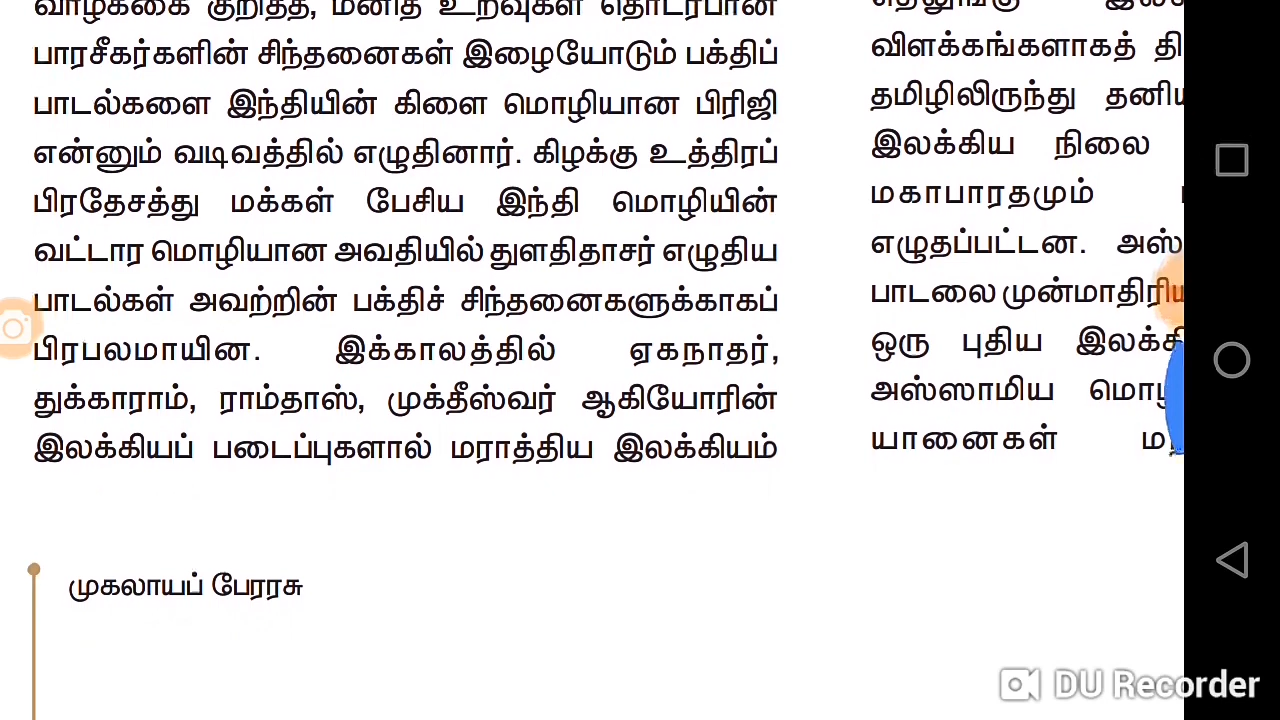 வாழ்க்கை குறித்த, மனித உறவுகள் தொடர்பான
பாரசீகர்களின் சிந்தனைகள் இழையோடும் பக்திப்
பாடல்களை இந்தியின் கிளை மொழியான பிரிஜி
என்னும் வடிவத்தில் எழுதினார். கிழக்கு உத்திரப்
பிரதேசத்து மக்கள் பேசிய இந்தி மொழியின்
வட்டார மொழியான அவதியில் துளதிதாசர் எழுதிய
பாடல்கள் அவற்றின் பக்திச் சிந்தனைகளுக்காகப்
பிரபலமாயின. இக்காலத்தில் ஏகநாதர்,
துக்காராம், ராம்தாஸ், முக்தீஸ்வர் ஆகியோரின்
இலக்கியப் படைப்புகளால் மராத்திய இலக்கியம்
விளக்கங்களாகத்
தமிழிலிருந்து
இலக்கிய நிலை
மகாபாரதமும்
எழுதப்பட்டன.
பாடலை
ஒரு புதிய
அஸ்ஸாமிய
யானைகள்
முகலாயப் பேரரசு
DU Recorder